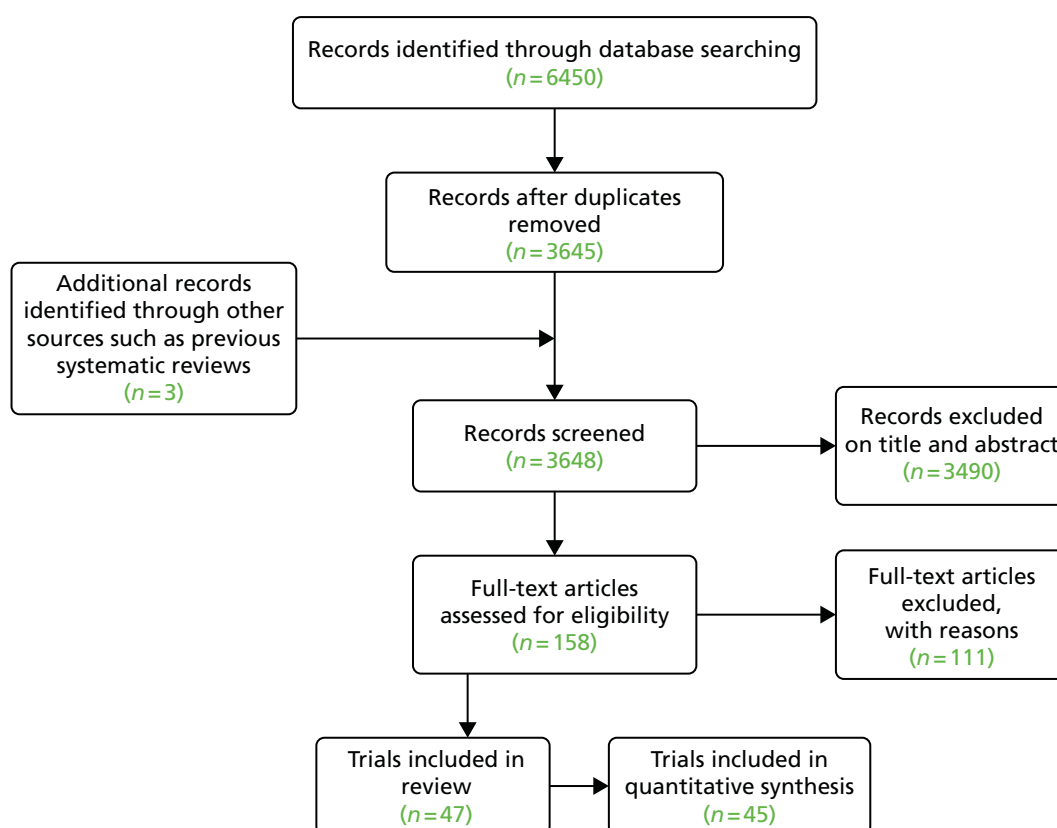 Records identified through database searching
(n=6450)
Records after duplicates
removed
(n=3645)
Additional records
identified through other
sources such as previous
systematic reviews
(n=3)
Records screened
(n=3648)
Records excluded
on title and abstract
(n=3490)
Full-text articles
assessed for eligibility
(n=158)
Full-text articles
excluded,
with reasons
(n=111)
Trials included in
review
(n=47)
Trials included in
quantitative synthesis
(n=45)